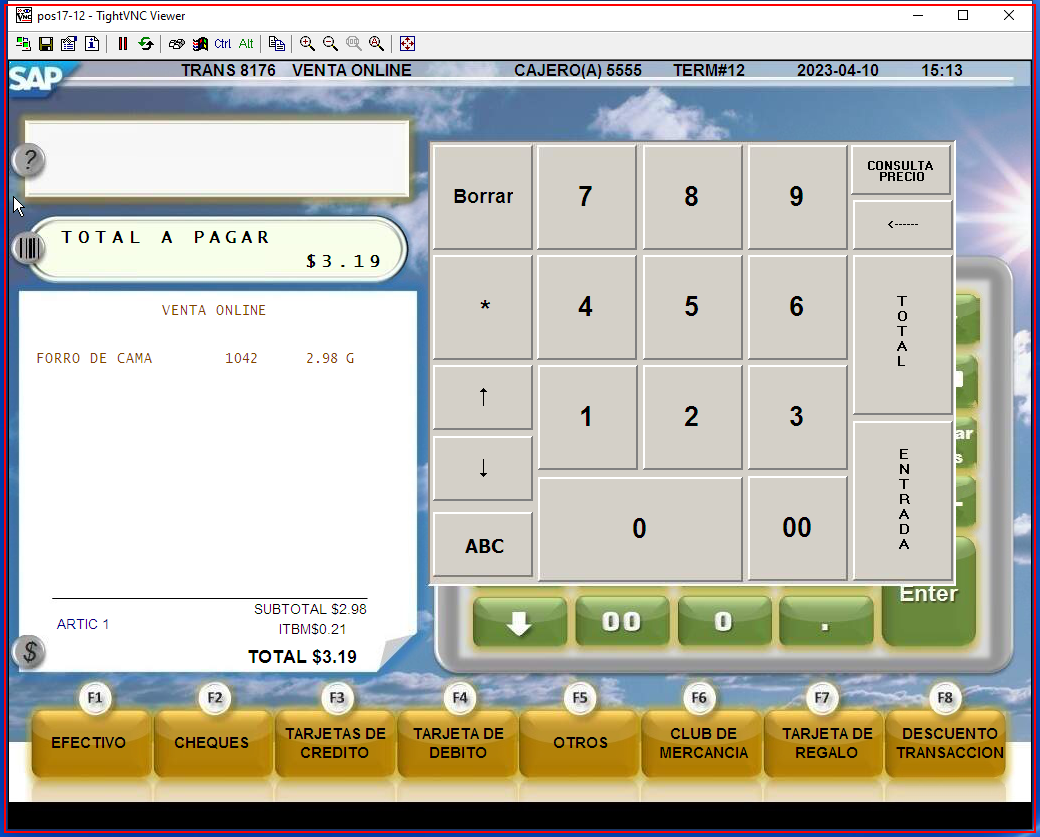 pos17-12 - TightVNC Viewer
Ctrl Alt
SAP TRANS 8176 VENTA ONLINE CAJERO(A) 5555 TERM#12 2023-04-10 15:13
?
TOTAL A PAGAR
$3.19
VENTA ONLINE
FORRO DE CAMA 1042 2.98 G
SUBTOTAL $2.98
ARTIC 1
ITBM$0.21
TOTAL $3.19
$
Borrar 7 8 9 CONSULTA
PRECIO
<------
* 4 5 6 TOTAL
↑ 1 2 3
↓
ABC 0 00 ENTRADA
ar
s
Enter
00 0 .
F1 F2 F3 F4 F5 F6 F7 F8
EFECTIVO
CHEQUES
TARJETAS DE
CREDITO
TARJETA DE
DEBITO
OTROS
CLUB DE
MERCANCIA
TARJETA DE
REGALO
DESCUENTO
TRANSACCION